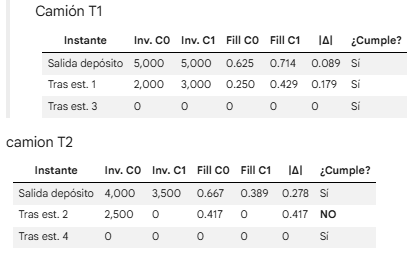 Camión T1
Instante Inv. C0 Inv. C1 Fill C0 Fill C1 |Δ| ¿Cumple?
Salida depósito 5,000 5,000 0.625 0.714 0.089 Sí
Tras est. 1 2,000 3,000 0.250 0.429 0.179 Sí
Tras est. 3 0 0 0 0 0 Sí
camion T2
Instante Inv. C0 Inv. C1 Fill C0 Fill C1 |Δ| ¿Cumple?
Salida depósito 4,000 3,500 0.667 0.389 0.278 Sí
Tras est. 2 2,500 0 0.417 0 0.417 NO
Tras est. 4 0 0 0 0 0 Sí